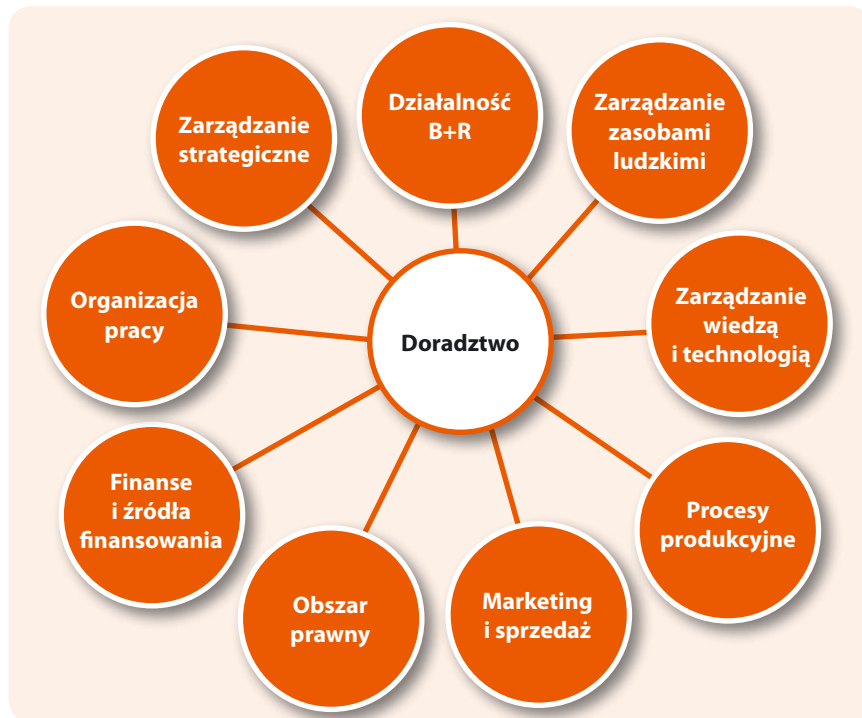 Działalność
B+R
Zarządzanie
zasobami
ludzkimi
Zarządzanie
strategiczne
Organizacja
pracy
Doradztwo
Zarządzanie
wiedzą
i technologią
Finanse
i źródła
finansowania
Procesy
produkcyjne
Obszar
prawny
Marketing
i sprzedaż